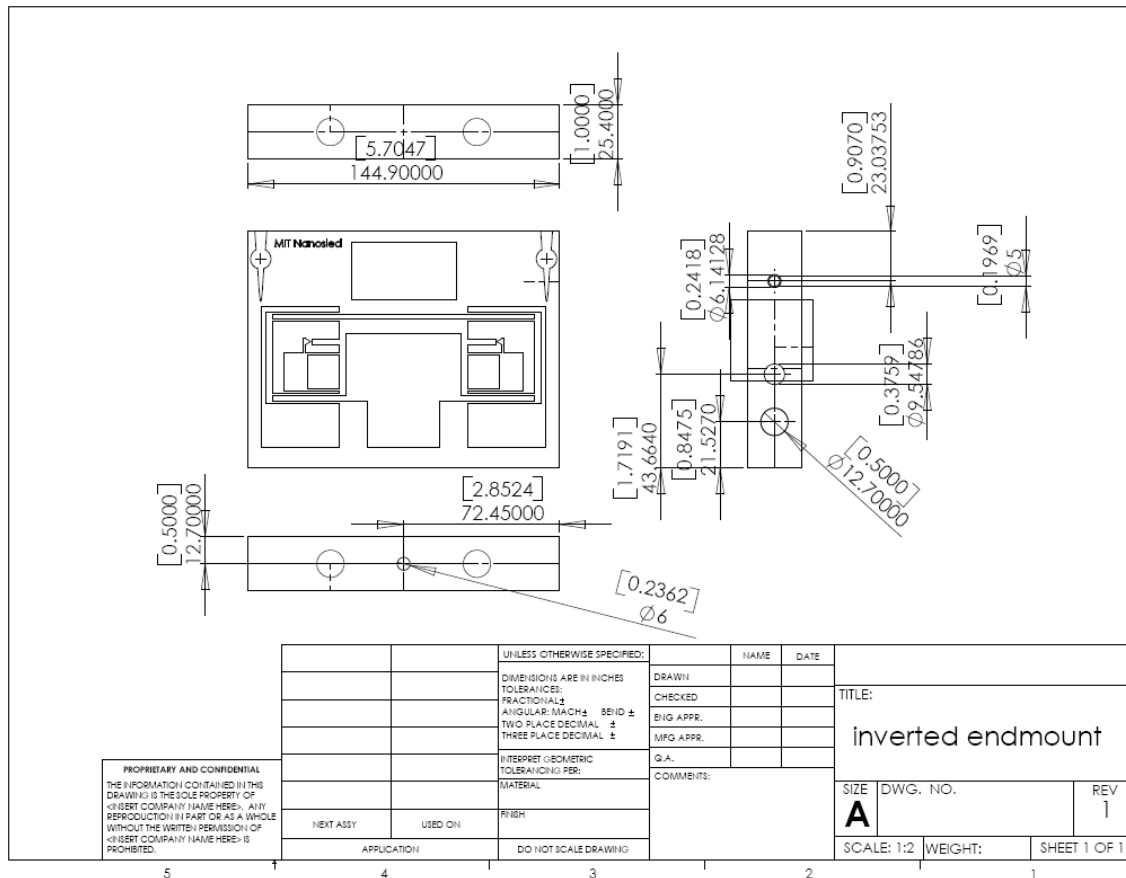 [5.7047]
144.90000
[1.0000]
25.4000
MIT Nanosled
[0.9070]
23.03753
[0.2418]
∅6.14128
[0.1969]
∅5
[0.3759]
∅9.54786
[1.7191]
43.6640
[0.8475]
21.5270
[0.5000]
∅12.70000
[2.8524]
72.45000
[0.5000]
12.70000
[0.2362]
∅6
PROPRIETARY AND CONFIDENTIAL
THE INFORMATION CONTAINED IN THIS
DRAWING IS THE SOLE PROPERTY OF
<INSERT COMPANY NAME HERE>. ANY
REPRODUCTION IN PART OR AS A WHOLE
WITHOUT THE WRITTEN PERMISSION OF
<INSERT COMPANY NAME HERE> IS
PROHIBITED.
NEXT ASSY
USED ON
APPLICATION
UNLESS OTHERWISE SPECIFIED:
DIMENSIONS ARE IN INCHES
TOLERANCES:
FRACTIONAL±
ANGULAR: MACH± BEND ±
TWO PLACE DECIMAL ±
THREE PLACE DECIMAL ±
INTERPRET GEOMETRIC
TOLERANCING PER:
MATERIAL
FINISH
DO NOT SCALE DRAWING
NAME
DATE
DRAWN
CHECKED
ENG APPR.
MFG APPR.
Q.A.
COMMENTS:
TITLE:
inverted endmount
SIZE
A
DWG. NO.
REV
1
SCALE: 1:2
WEIGHT:
SHEET 1 OF 1
5
4
3
2
1